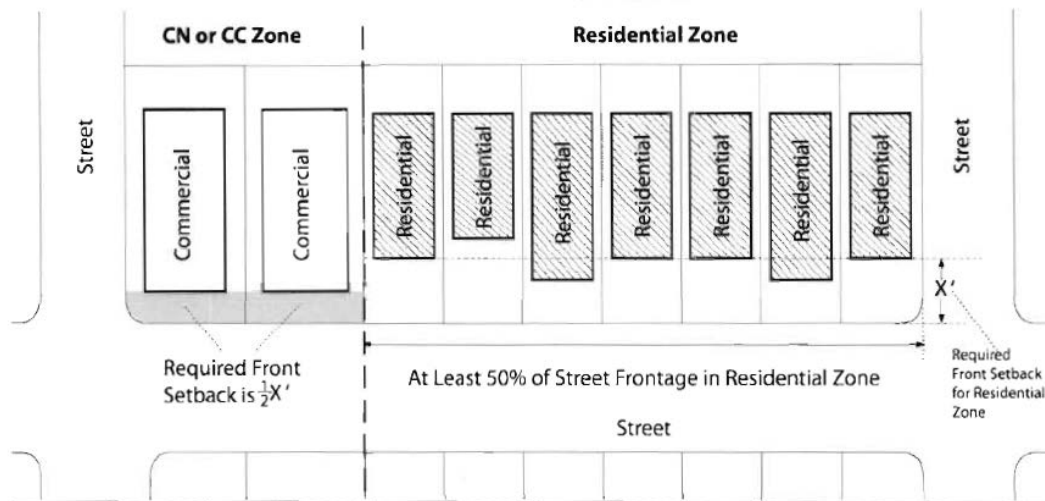 CN or CC Zone
Residential Zone
Street
Commercial
Commercial
Residential
Residential
Residential
Residential
Residential
Residential
Residential
Street
X'
Required Front
Setback is ½X'
At Least 50% of Street Frontage in Residential Zone
Required
Front Setback
for Residential
Zone
Street